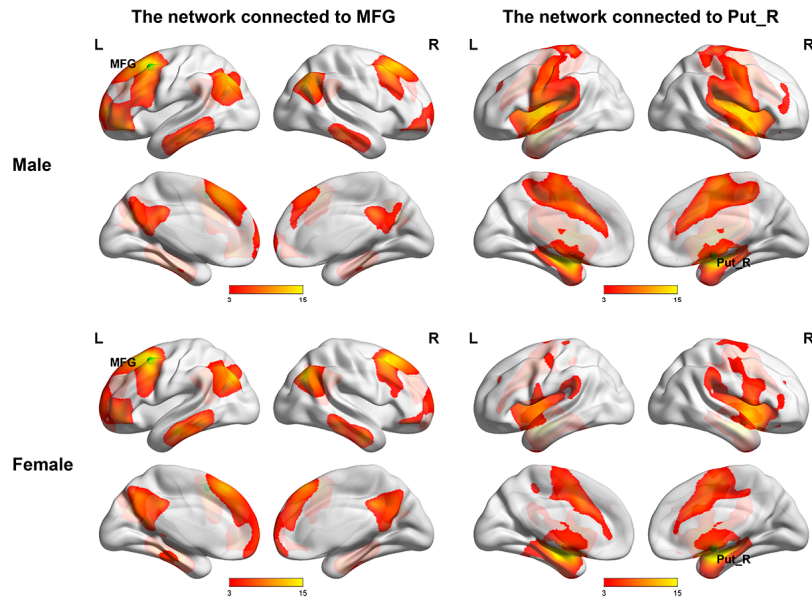 The network connected to MFG
The network connected to Put_R
L
R
L
R
MFG
Male
Put_R
3
15
3
15
L
R
L
R
MFG
Female
Put_R
3
15
3
15